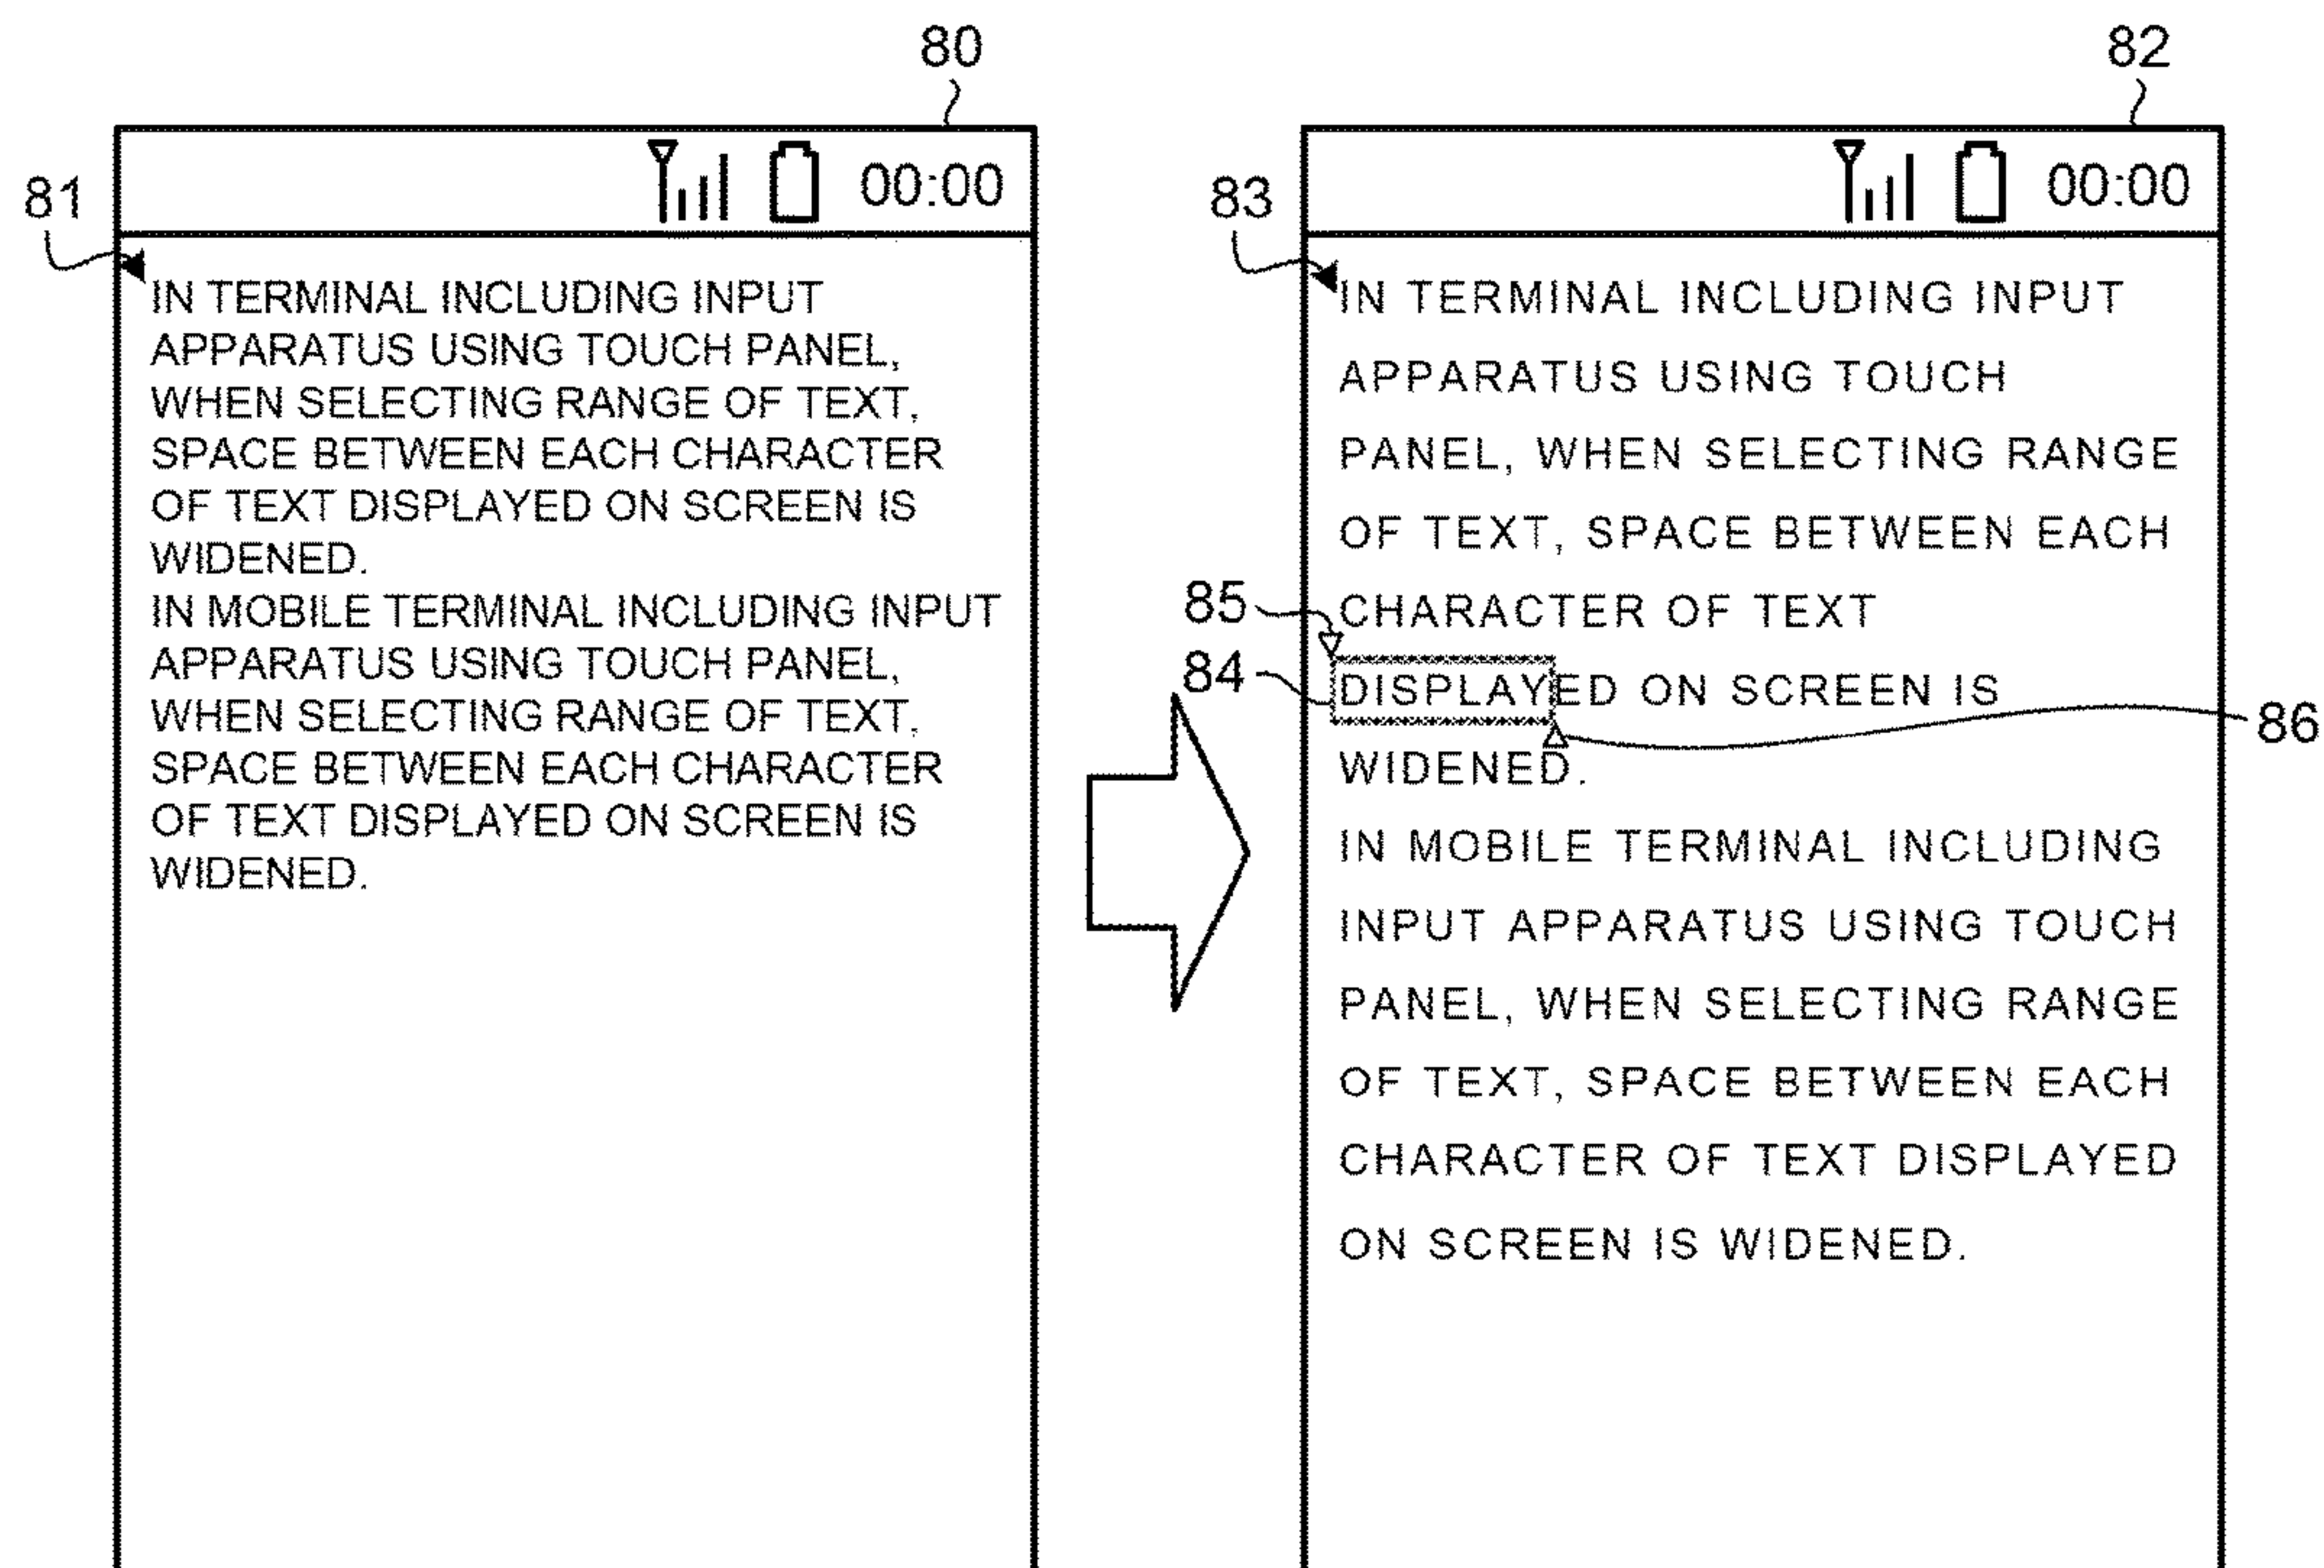 80
00:00
81
IN TERMINAL INCLUDING INPUT
APPARATUS USING TOUCH PANEL,
WHEN SELECTING RANGE OF TEXT,
SPACE BETWEEN EACH CHARACTER
OF TEXT DISPLAYED ON SCREEN IS
WIDENED.
IN MOBILE TERMINAL INCLUDING INPUT
APPARATUS USING TOUCH PANEL,
WHEN SELECTING RANGE OF TEXT,
SPACE BETWEEN EACH CHARACTER
OF TEXT DISPLAYED ON SCREEN IS
WIDENED.
82
00:00
83
IN TERMINAL INCLUDING INPUT
APPARATUS USING TOUCH
PANEL, WHEN SELECTING RANGE
OF TEXT, SPACE BETWEEN EACH
85
CHARACTER OF TEXT
84
DISPLAYED ON SCREEN IS
86
WIDENED.
IN MOBILE TERMINAL INCLUDING
INPUT APPARATUS USING TOUCH
PANEL, WHEN SELECTING RANGE
OF TEXT, SPACE BETWEEN EACH
CHARACTER OF TEXT DISPLAYED
ON SCREEN IS WIDENED.